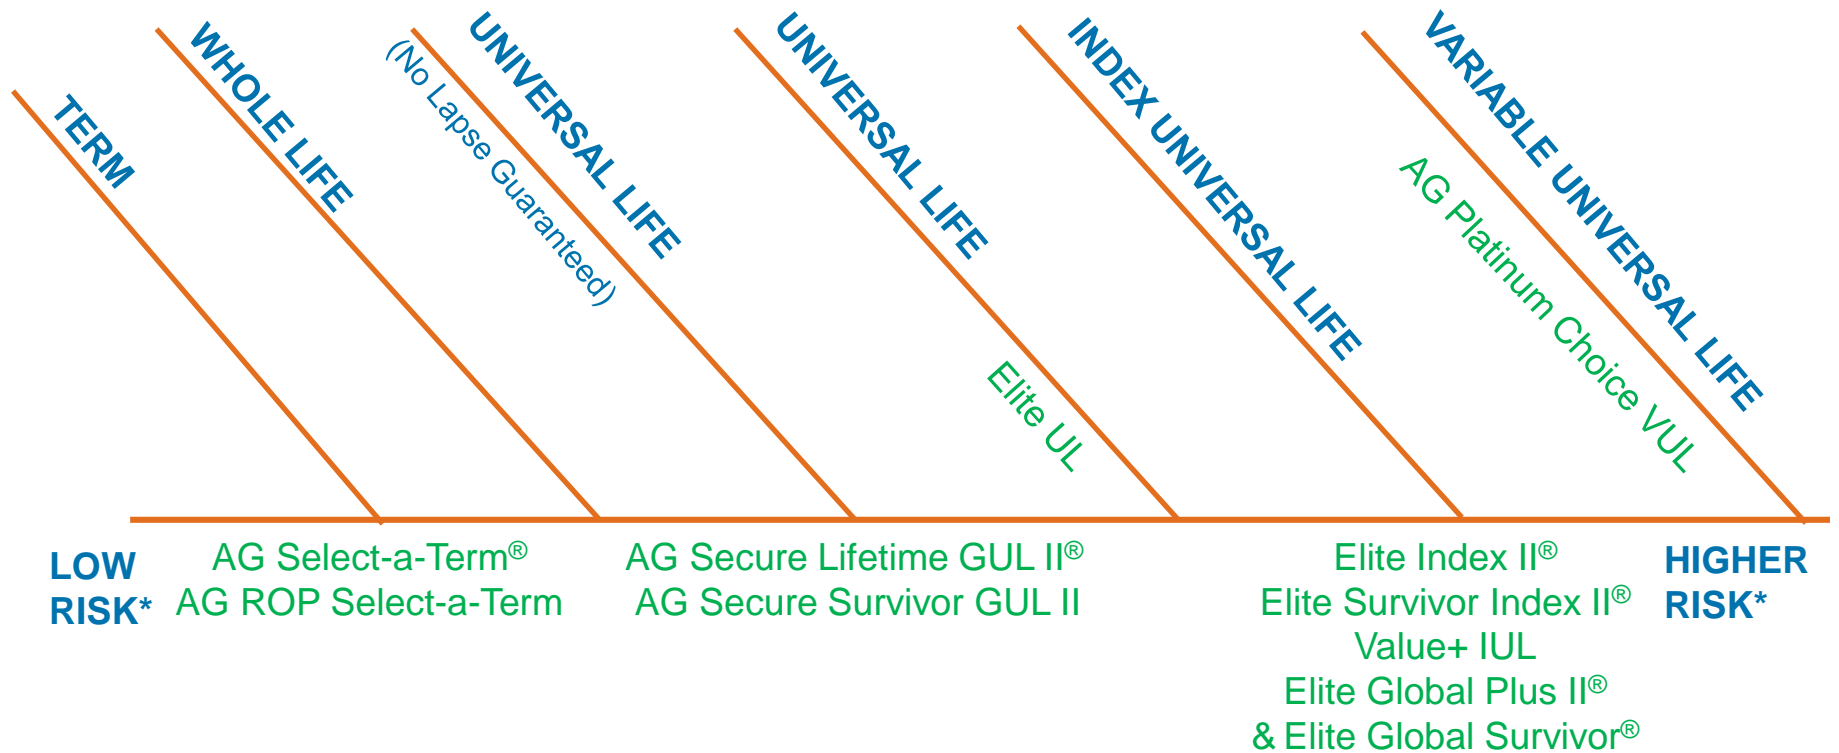 TERM
WHOLE LIFE
UNIVERSAL LIFE
(No Lapse Guaranteed)
UNIVERSAL LIFE
Elite UL
INDEX UNIVERSAL LIFE
VARIABLE UNIVERSAL LIFE
AG Platinum Choice VUL
LOW
RISK*
AG Select-a-Term®
AG ROP Select-a-Term
AG Secure Lifetime GUL II®
AG Secure Survivor GUL II
Elite Index II®
Elite Survivor Index II®
Value+ IUL
Elite Global Plus II®
& Elite Global Survivor®
HIGHER
RISK*